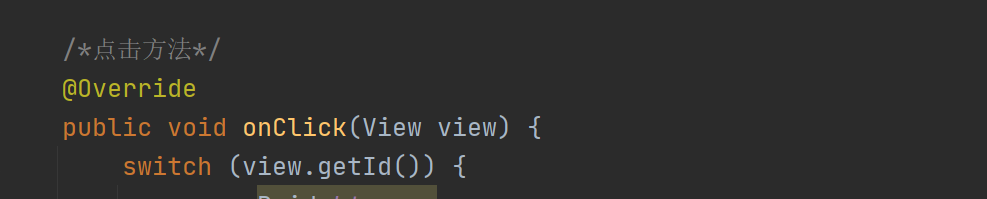 /*点击方法*/
@Override
public void onClick(View view) {
switch (view.getId()) {